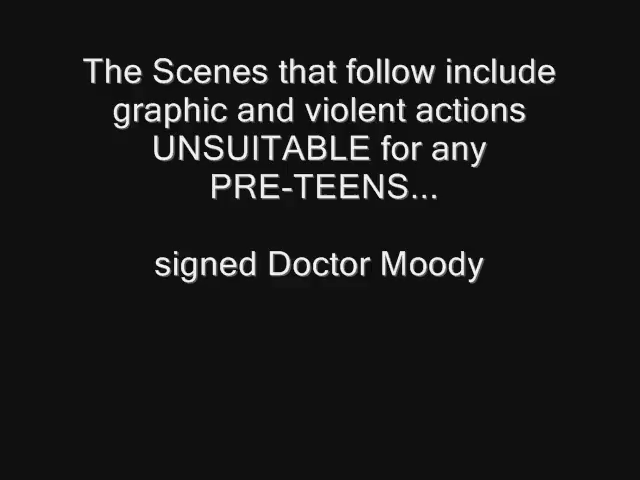 The Scenes that follow include
graphic and violent actions
UNSUITABLE for any
PRE-TEENS...
signed Doctor Moody